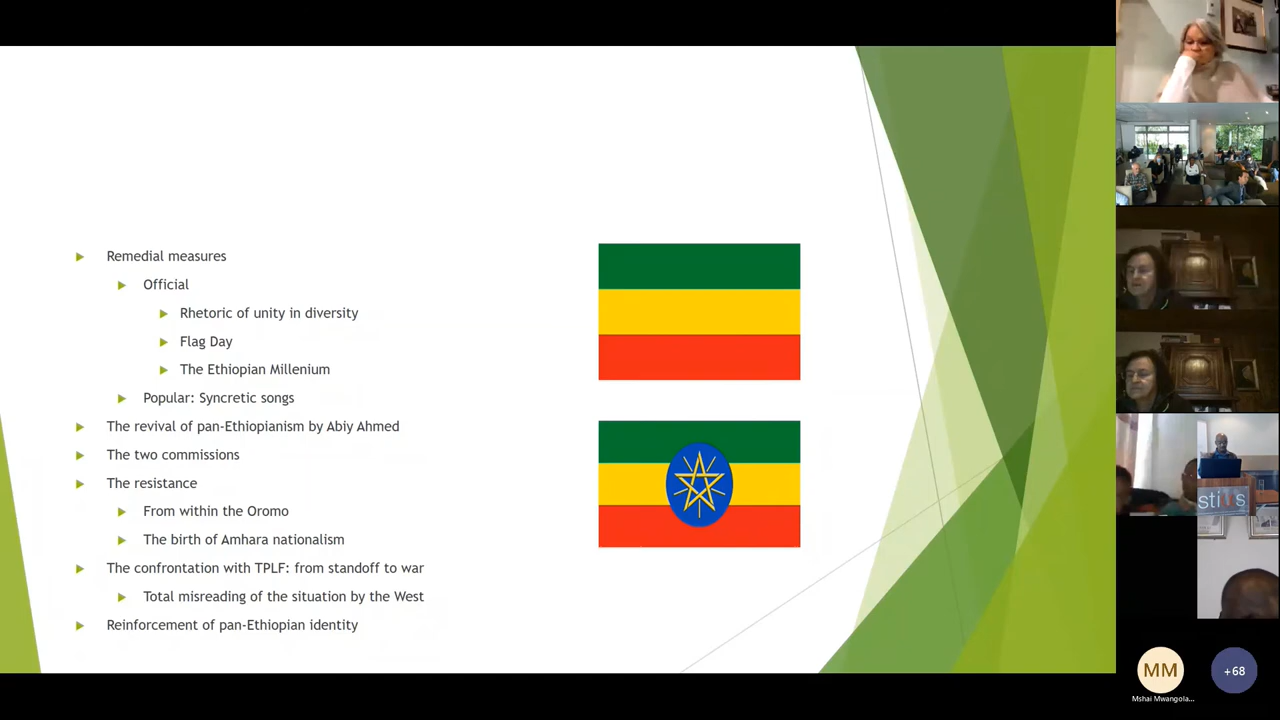 Remedial measures
Official
Rhetoric of unity in diversity
Flag Day
The Ethiopian Millenium
Popular: Syncretic songs
The revival of pan-Ethiopianism by Abiy Ahmed
The two commissions
The resistance
From within the Oromo
The birth of Amhara nationalism
The confrontation with TPLF: from standoff to war
Total misreading of the situation by the West
Reinforcement of pan-Ethiopian identity
MM
+68
Mshai Mwangola...